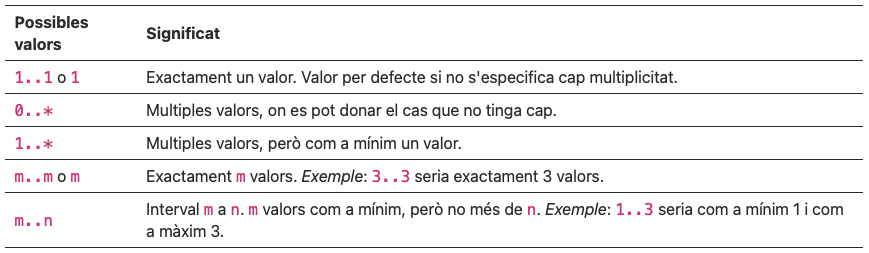 Possibles
valors
Significat
1..1 o 1
Exactament un valor. Valor per defecte si no s'especifica cap multiplicitat.
0..*
Multiples valors, on es pot donar el cas que no tinga cap.
1..*
Multiples valors, però com a mínim un valor.
m..m o m
Exactament m valors. Exemple: 3..3 seria exactament 3 valors.
m..n
Interval m a n. m valors com a mínim, però no més de n. Exemple: 1..3 seria com a mínim 1 i com
a màxim 3.